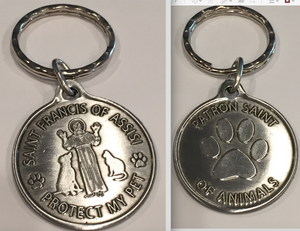 SAINT FRANCIS OF ASSISI
PROTECT MY PET
PATRON SAINT
OF ANIMALS